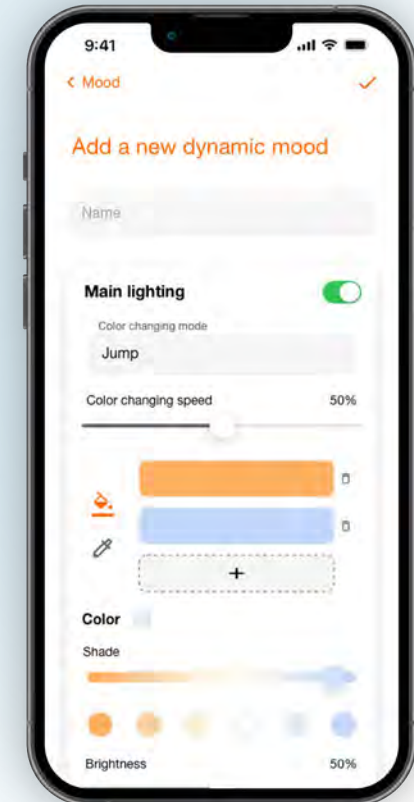 9:41
Mood
Add a new dynamic mood
Name
Main lighting
Color changing mode
Jump
Color changing speed 50%
+
Color
Shade
Brightness 50%